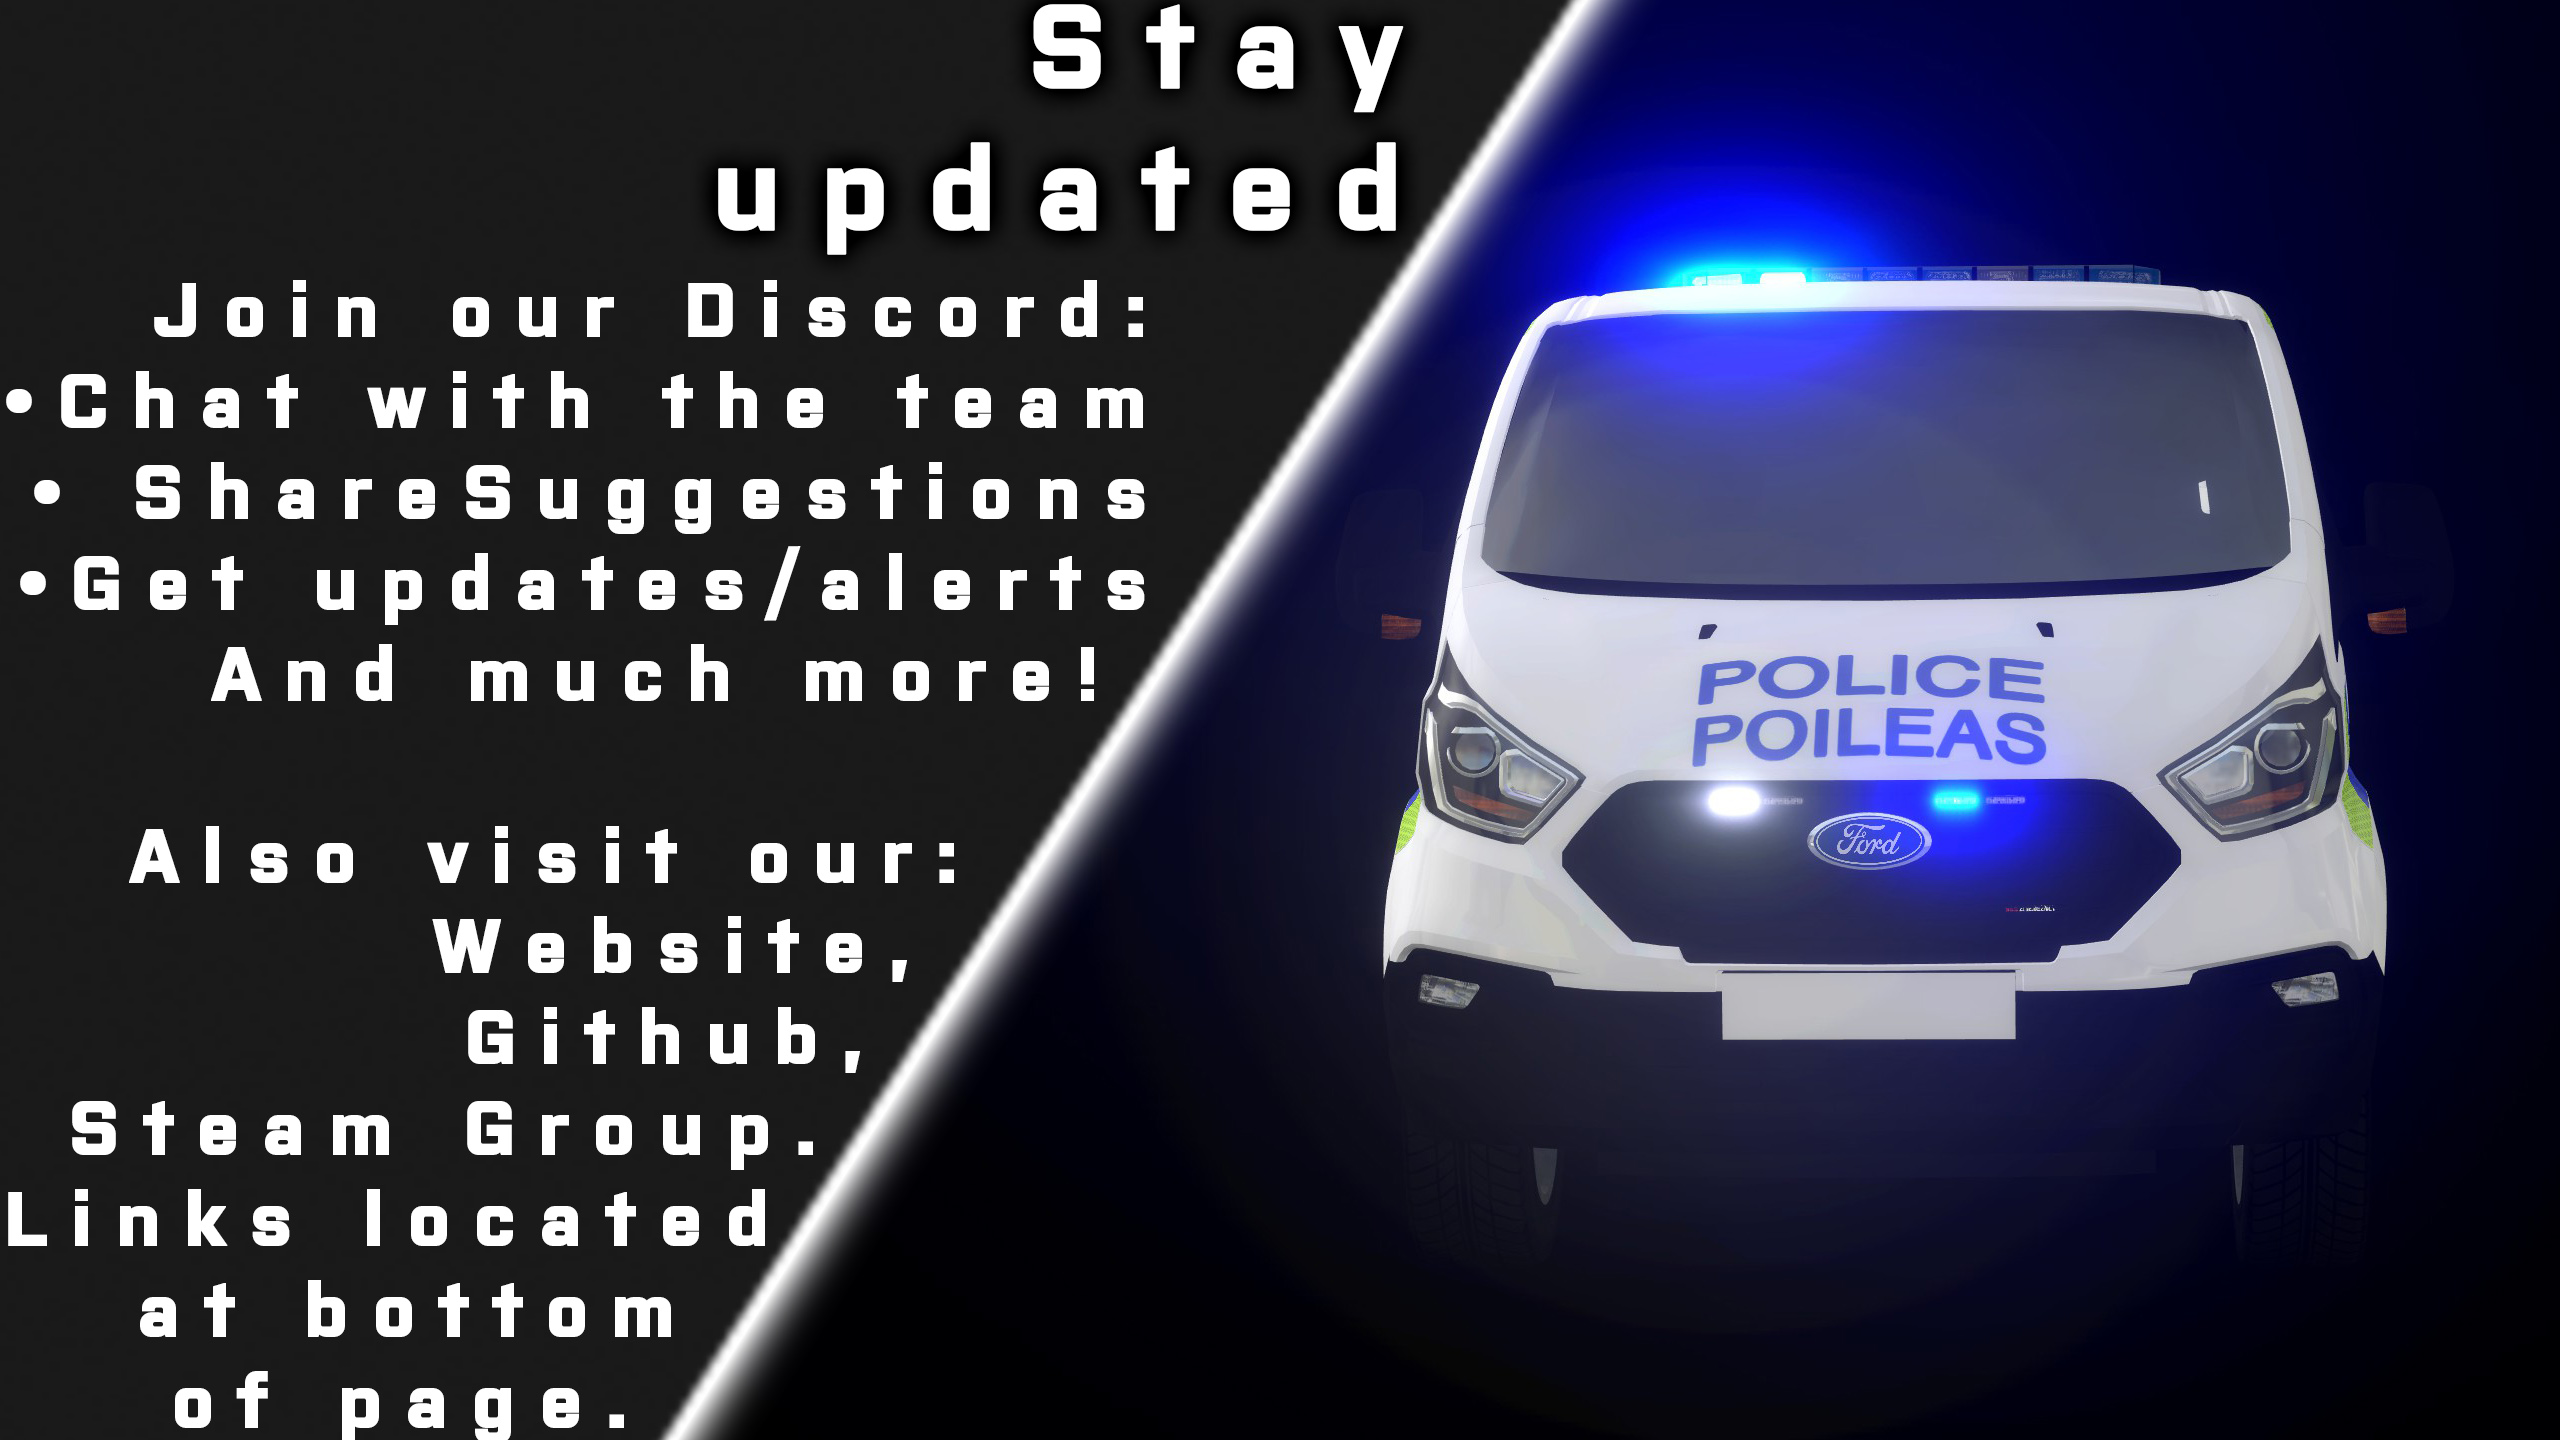 Stay
updated
Join our Discord:
•Chat with the team
• ShareSuggestions
•Get updates/alerts
And much more!
Also visit our:
Website,
Github,
Steam Group.
Links located
at bottom
of page.
POLICE
POILEAS
Ford